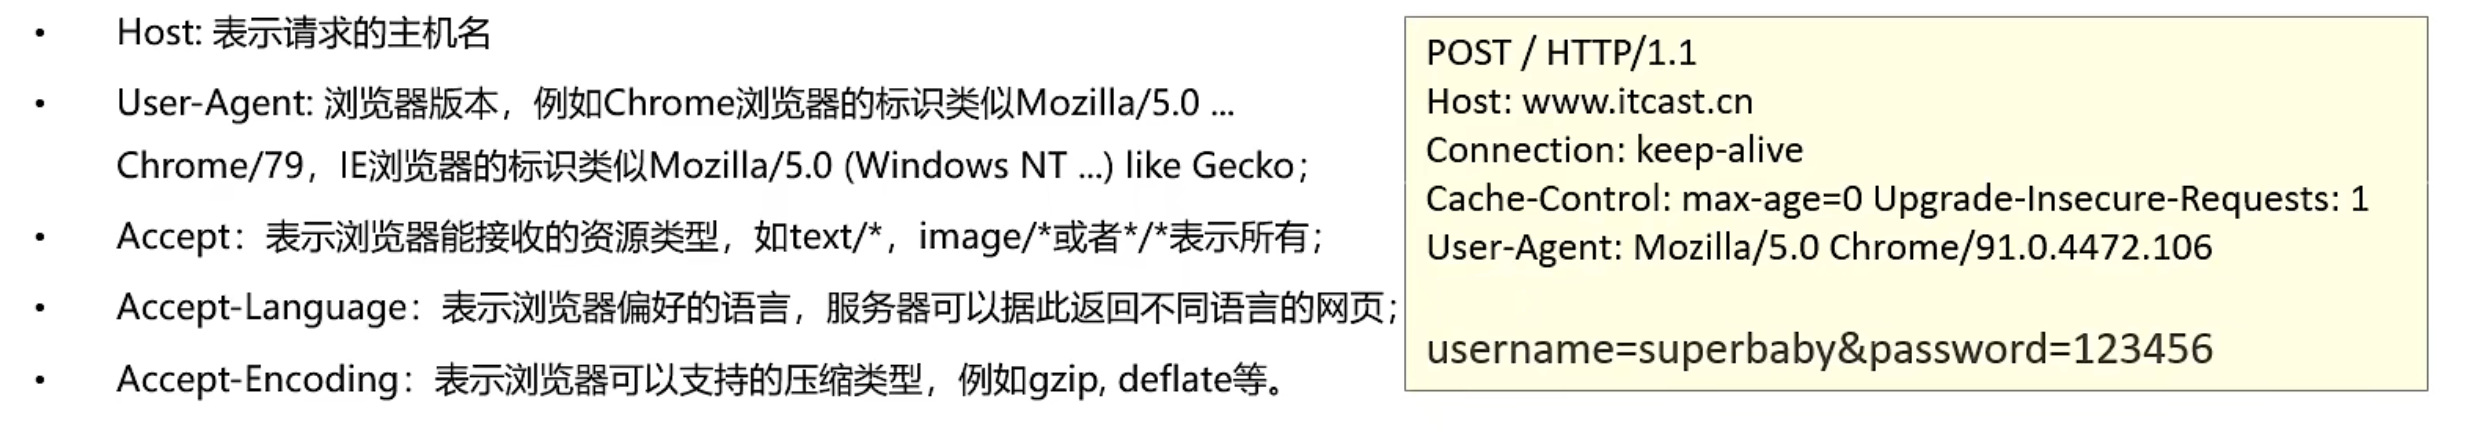 • Host: 表示请求的主机名
• User-Agent: 浏览器版本，例如Chrome浏览器的标识类似Mozilla/5.0 ...
Chrome/79，IE浏览器的标识类似Mozilla/5.0 (Windows NT ...) like Gecko；
• Accept：表示浏览器能接收的资源类型，如text/*，image/*或者*/*表示所有；
• Accept-Language：表示浏览器偏好的语言，服务器可以据此返回不同语言的网页；
• Accept-Encoding：表示浏览器可以支持的压缩类型，例如gzip, deflate等。
POST / HTTP/1.1
Host: www.itcast.cn
Connection: keep-alive
Cache-Control: max-age=0 Upgrade-Insecure-Requests: 1
User-Agent: Mozilla/5.0 Chrome/91.0.4472.106
username=superbaby&password=123456